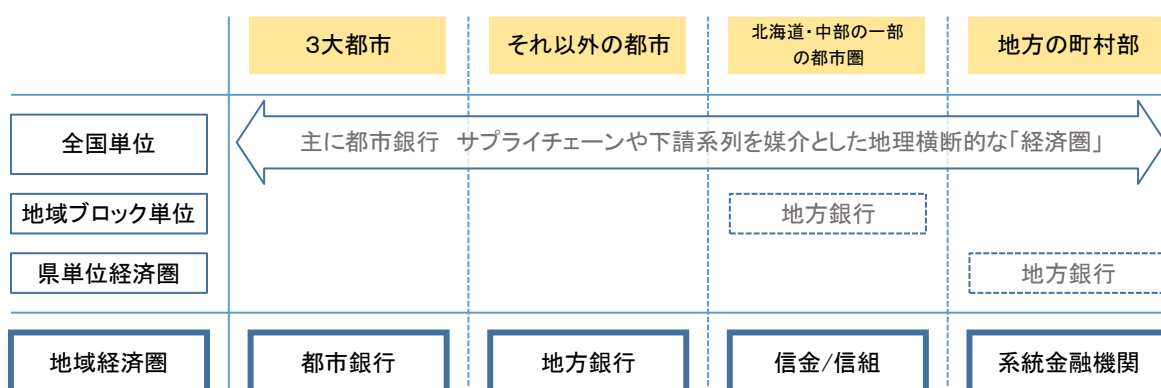 ３大都市
それ以外の都市
北海道・中部の一部
の都市圏
地方の町村部
全国単位
主に都市銀行　サプライチェーンや下請系列を媒介とした地理横断的な「経済圏」
地域ブロック単位
地方銀行
県単位経済圏
地方銀行
地域経済圏
都市銀行
地方銀行
信金/信組
系統金融機関